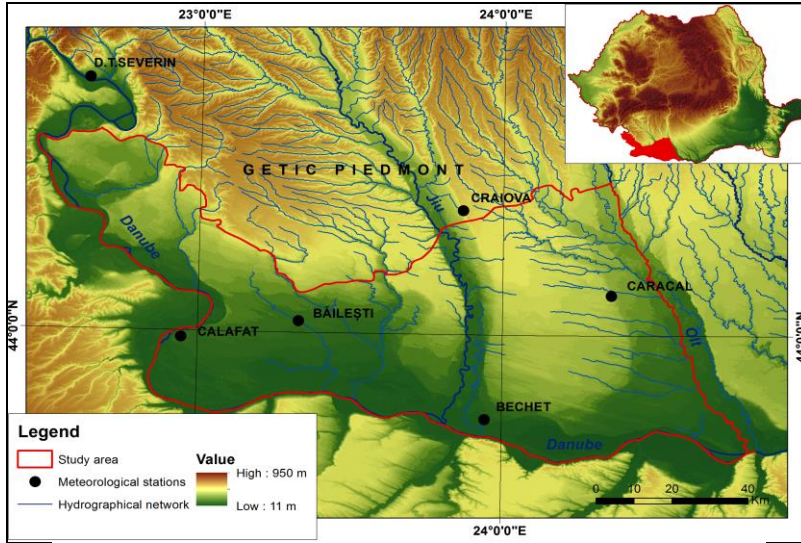 23°0'0"E
24°0'0"E
D.T.SEVERIN
GETIC PIEDMONT
Jiu
CRAIOVA
Danube
CARACAL
BĂILEȘTI
44°0'0"N
CALAFAT
44°0'0"N
Olt
BECHET
Danube
Legend
Study area
Meteorological stations
Hydrographical network
Value
High : 950 m
Low : 11 m
0 10 20 40
Km
24°0'0"E